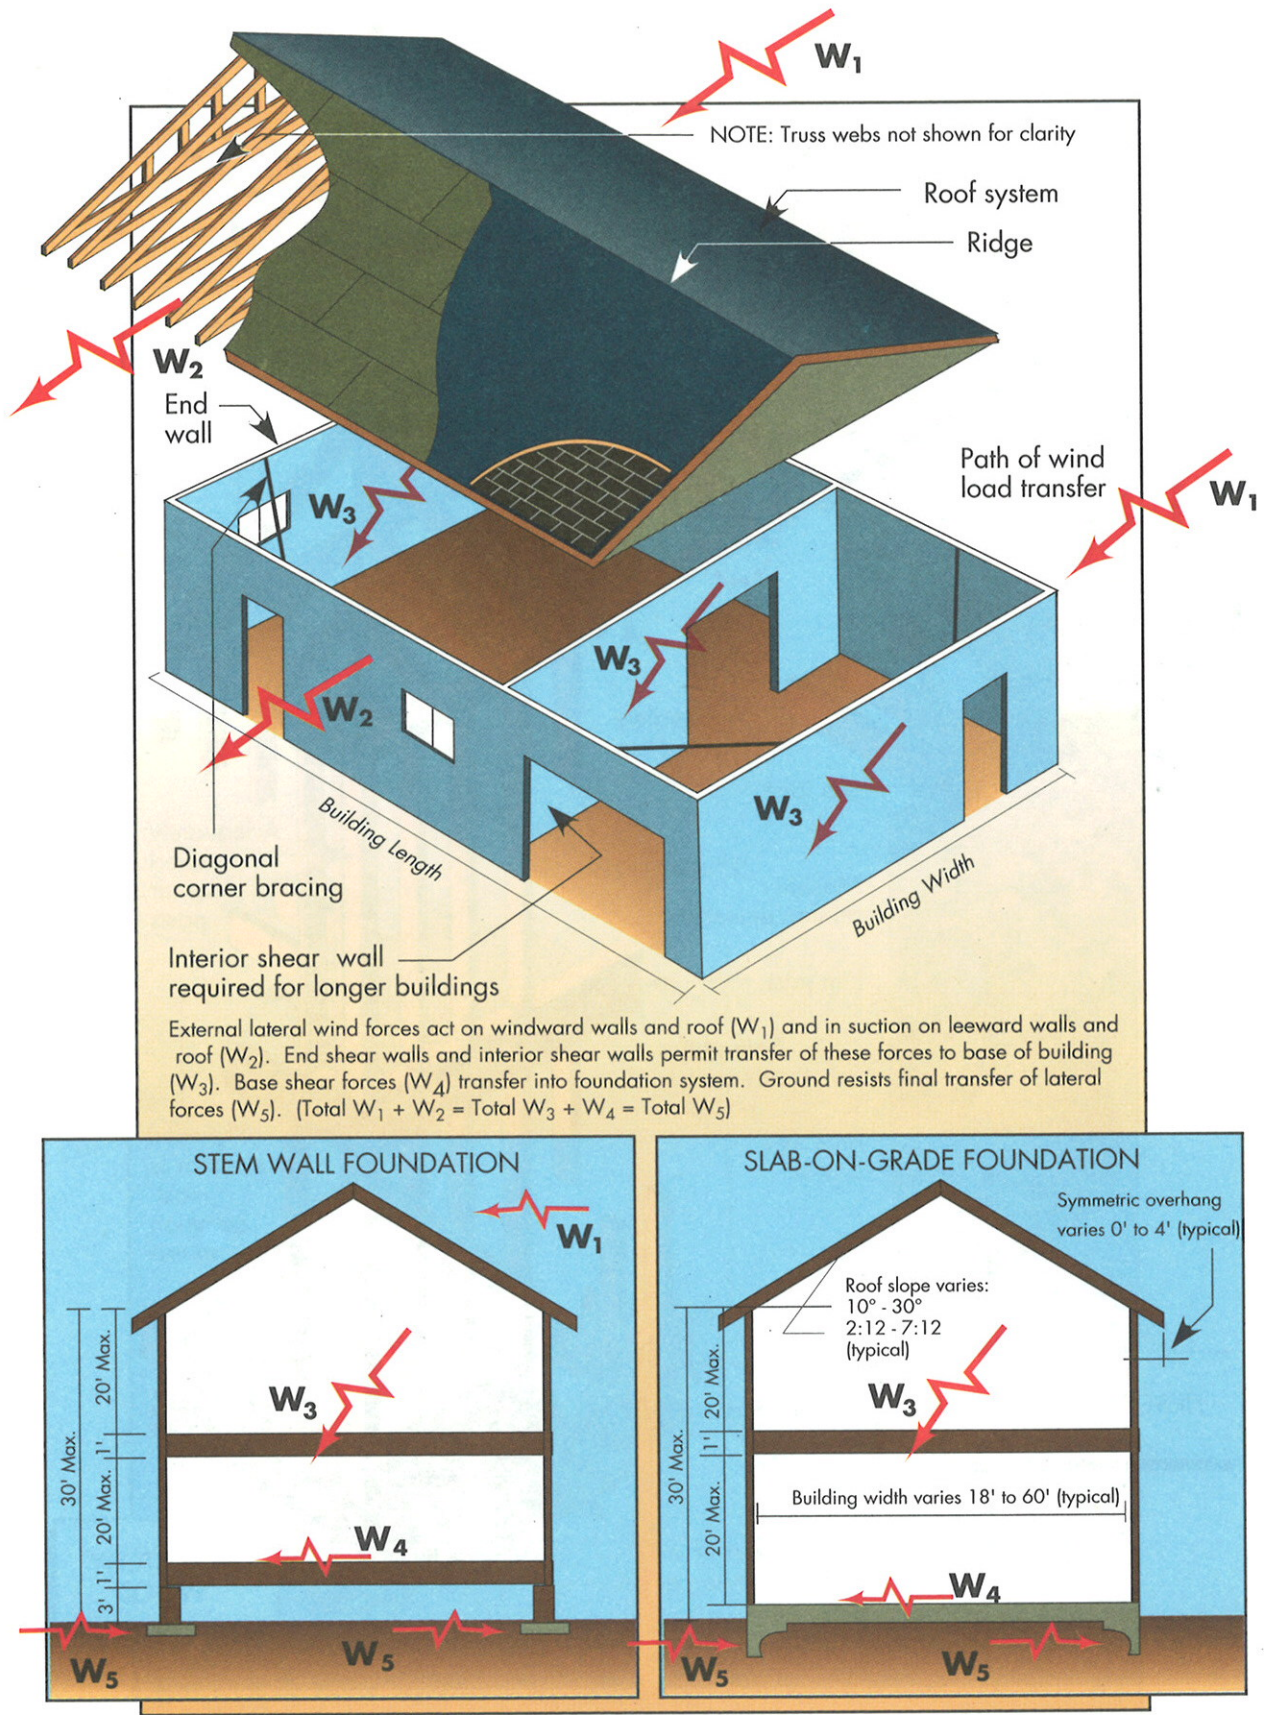 W1
NOTE: Truss webs not shown for clarity
Roof system
Ridge
W2
End
wall
Path of wind
load transfer
W1
W3
W3
W2
W3
Building Length
Building Width
Diagonal
corner bracing
Interior shear wall
required for longer buildings
External lateral wind forces act on windward walls and roof (W1) and in suction on leeward walls and
roof (W2). End shear walls and interior shear walls permit transfer of these forces to base of building
(W3). Base shear forces (W4) transfer into foundation system. Ground resists final transfer of lateral
forces (W5). (Total W1 + W2 = Total W3 + W4 = Total W5)
STEM WALL FOUNDATION
W1
30' Max.
20' Max.
1'
20' Max.
1'
3'
W3
W4
W5
W5
SLAB-ON-GRADE FOUNDATION
Symmetric overhang
varies 0' to 4' (typical)
Roof slope varies:
10° - 30°
2:12 - 7:12
(typical)
30' Max.
20' Max.
1'
20' Max.
W3
Building width varies 18' to 60' (typical)
W4
W5
W5